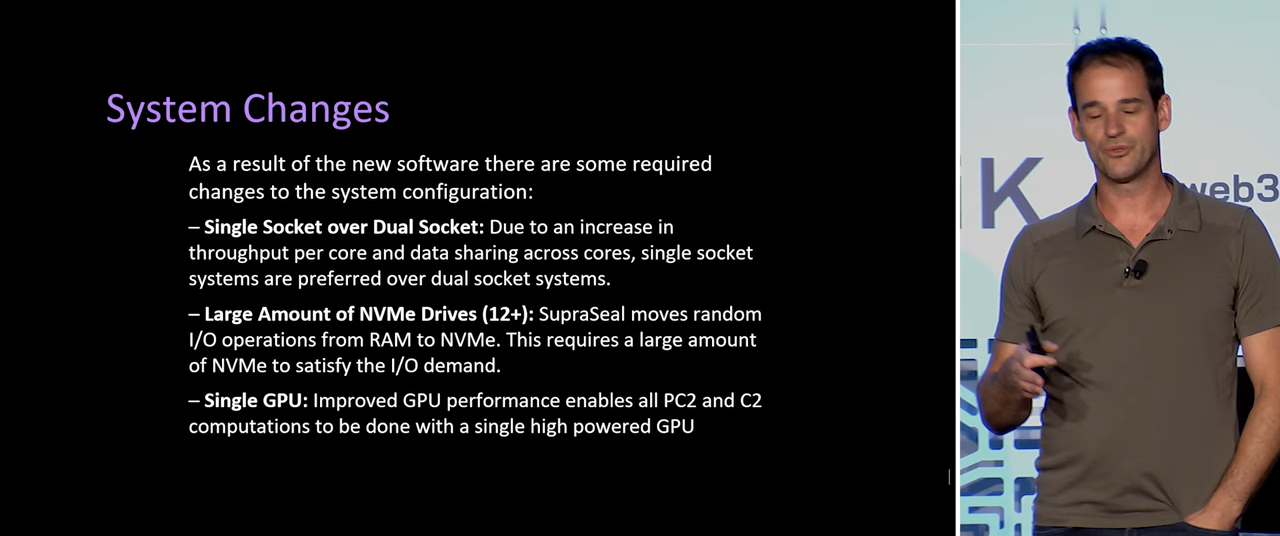 System Changes
As a result of the new software there are some required
changes to the system configuration:
– Single Socket over Dual Socket: Due to an increase in
throughput per core and data sharing across cores, single socket
systems are preferred over dual socket systems.
– Large Amount of NVMe Drives (12+): SupraSeal moves random
I/O operations from RAM to NVMe. This requires a large amount
of NVMe to satisfy the I/O demand.
– Single GPU: Improved GPU performance enables all PC2 and C2
computations to be done with a single high powered GPU
K
web3